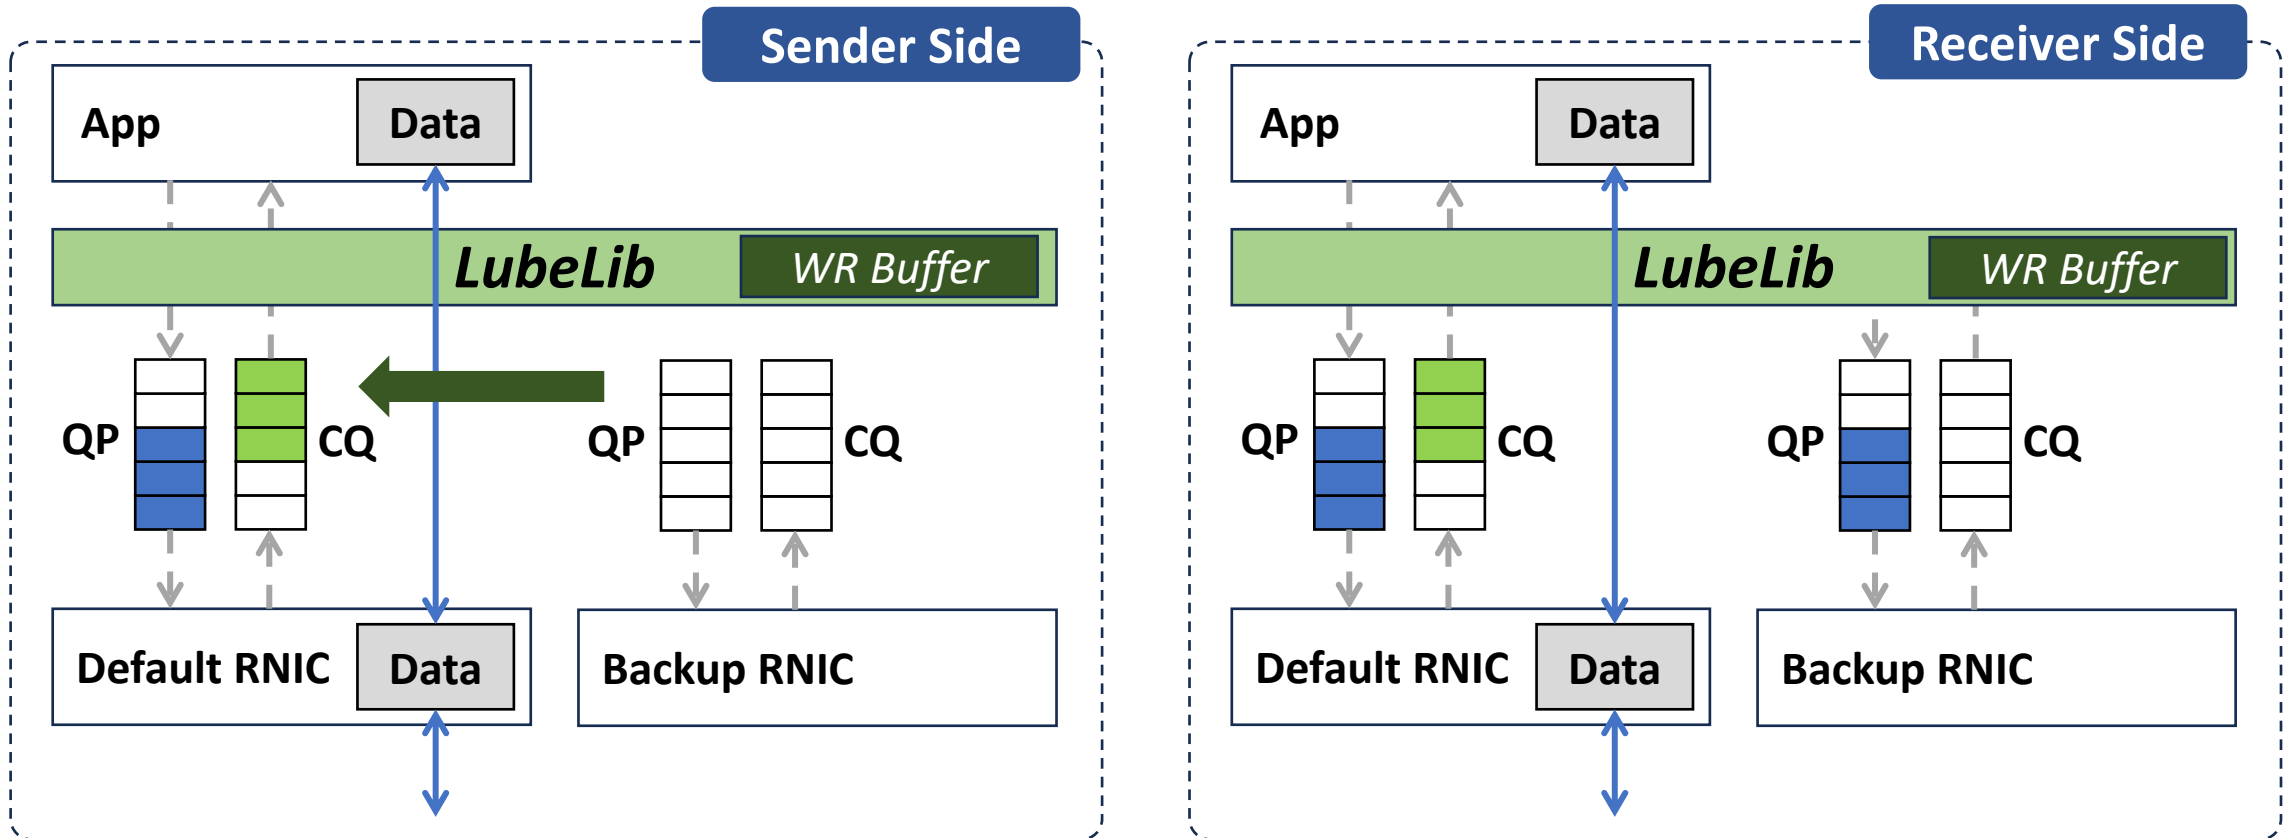 Sender Side
App
Data
LubeLib
WR Buffer
QP
CQ
QP
CQ
Default RNIC
Data
Backup RNIC
Receiver Side
App
Data
LubeLib
WR Buffer
QP
CQ
QP
CQ
Default RNIC
Data
Backup RNIC